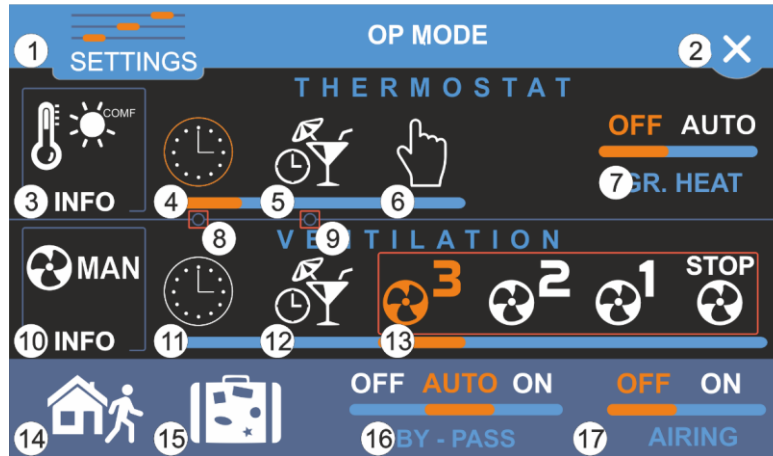 OP MODE
1 SETTINGS 2
THERMOSTAT
COMF
OFF AUTO
3 INFO 4 5 6 7 GR. HEAT
8 9
VENTILATION
MAN 3 2 1 STOP
10 INFO 11 12 13
OFF AUTO ON OFF ON
14 15 16 BY - PASS 17 AIRING